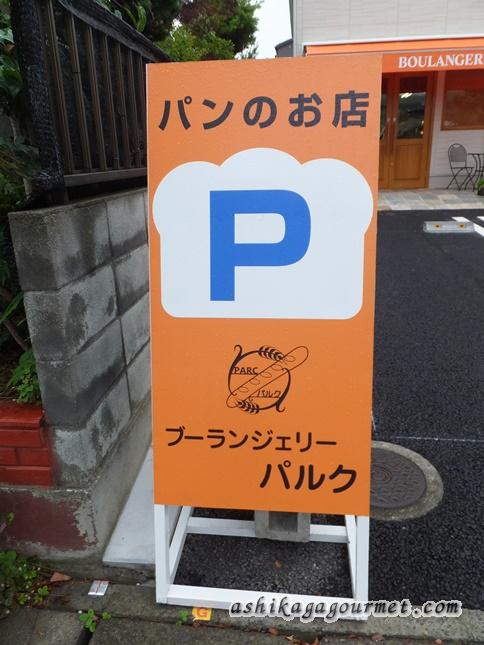 パンのお店
BOULANGER
P
PARC
パルク
ブーランジェリー
パルク
G
ashikagagourmet.com